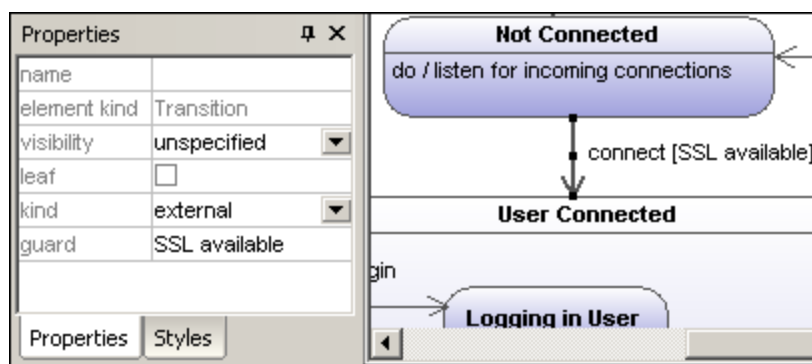 Properties
name
element kind Transition
visibility unspecified
leaf
kind external
guard SSL available
Properties Styles
Not Connected
do / listen for incoming connections
connect [SSL available]
User Connected
Logging in User